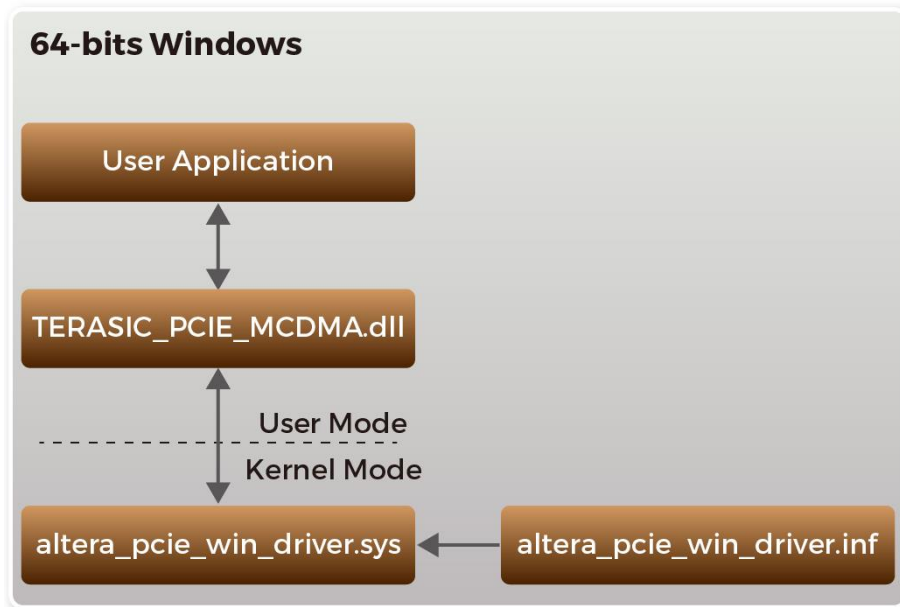 64-bits Windows
User Application
TERASIC_PCIE_MCDMA.dll
User Mode
Kernel Mode
altera_pcie_win_driver.sys
altera_pcie_win_driver.inf